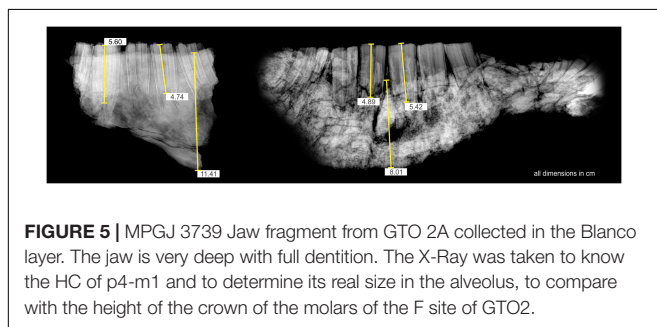 5.60
4.74
11.41
4.89
5.42
8.01
all dimensions in cm
FIGURE 5 | MPGJ 3739 Jaw fragment from GTO 2A collected in the Blanco
layer. The jaw is very deep with full dentition. The X-Ray was taken to know
the HC of p4-m1 and to determine its real size in the alveolus, to compare
with the height of the crown of the molars of the F site of GTO2.